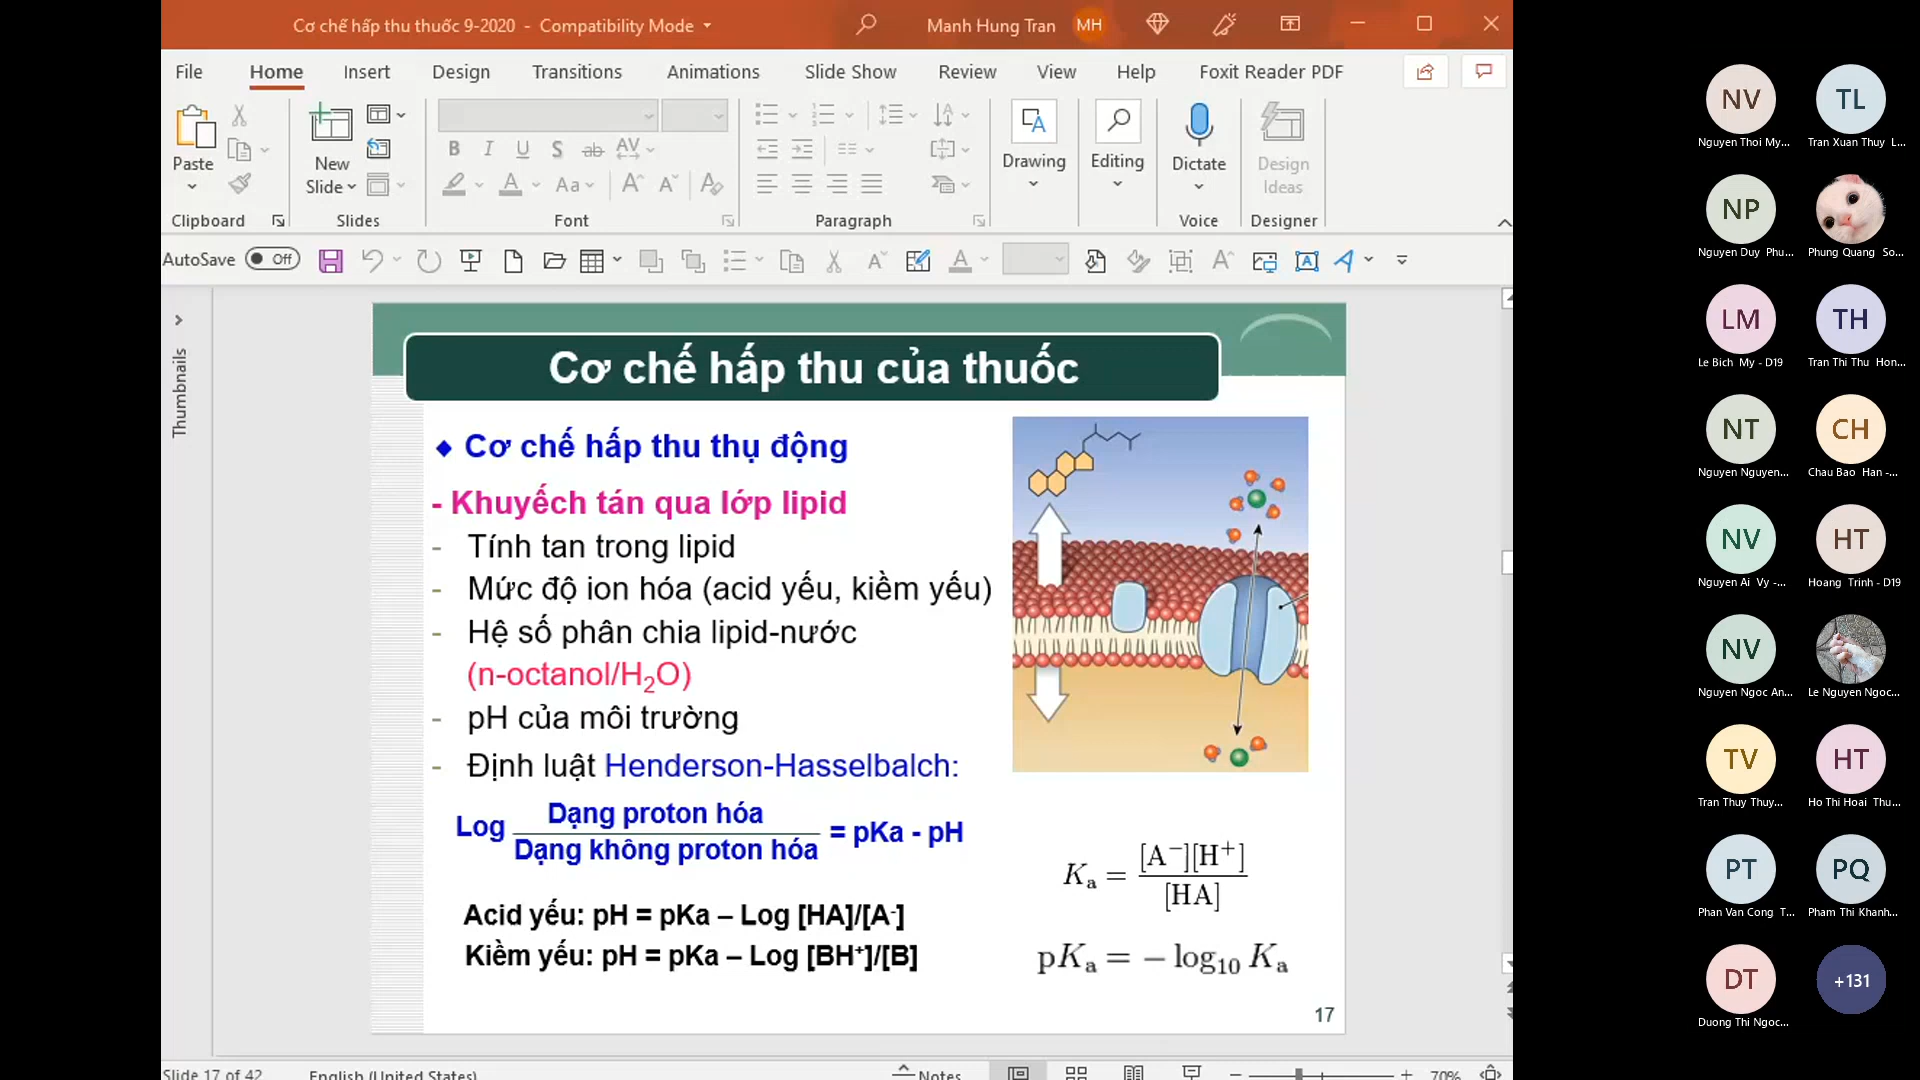 Cơ chế hấp thu thuốc 9-2020 - Compatibility Mode
Manh Hung Tran MH
File Home Insert Design Transitions Animations Slide Show Review View Help Foxit Reader PDF
Paste
New
Slide
Drawing
Editing
Dictate
Design
Ideas
Clipboard Slides Font Paragraph Voice Designer
AutoSave Off
Thumbnails
Cơ chế hấp thu của thuốc
Cơ chế hấp thu thụ động
- Khuyếch tán qua lớp lipid
- Tính tan trong lipid
- Mức độ ion hóa (acid yếu, kiềm yếu)
- Hệ số phân chia lipid-nước
(n-octanol/H₂O)
- pH của môi trường
- Định luật Henderson-Hasselbalch:
Log Dạng proton hóa / Dạng không proton hóa = pKa - pH
Acid yếu: pH = pKa – Log [HA]/[A⁻]
Kiềm yếu: pH = pKa – Log [BH⁺]/[B]
Kₐ = [A⁻][H⁺] / [HA]
pKₐ = − log₁₀ Kₐ
17
Slide 17 of 42
English (United States)
Notes
70%
NV
Nguyen Thoi My...
TL
Tran Xuan Thuy L...
NP
Nguyen Duy Phu...
Phung Quang So...
LM
Le Bich My - D19
TH
Tran Thi Thu Hon...
NT
Nguyen Nguyen...
CH
Chau Bao Han -...
NV
Nguyen Ai Vy -...
HT
Hoang Trinh - D19
NV
Nguyen Ngoc An...
Le Nguyen Ngoc...
TV
Tran Thuy Thuy...
HT
Ho Thi Hoai Thu...
PT
Phan Van Cong T...
PQ
Pham Thi Khanh...
DT
Duong Thi Ngoc...
+131